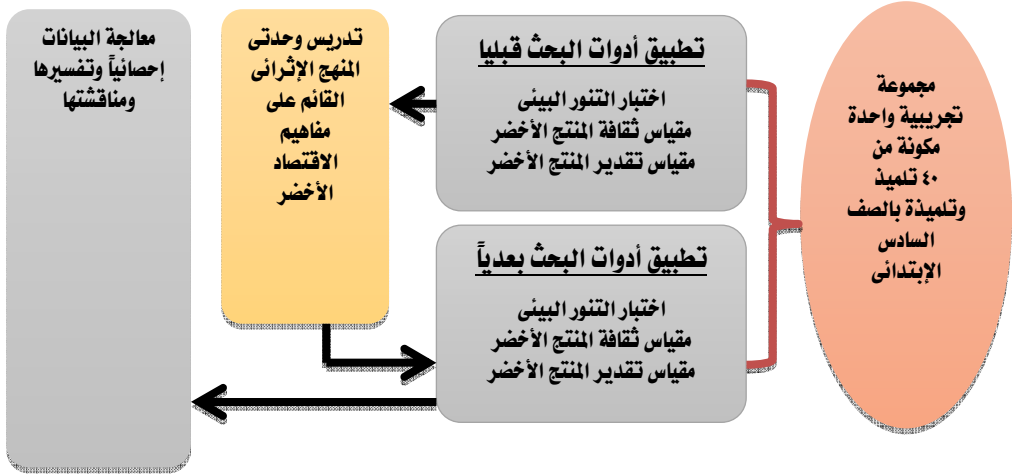 مجموعة
تجريبية واحدة
مكونة من
٤٠ تلميذ
وتلميذة بالصف
السادس
الإبتدائى
تطبيق أدوات البحث قبليا
اختبار التنور البيئى
مقياس ثقافة المنتج الأخضر
مقياس تقدير المنتج الأخضر
تدريس وحدتى
المنهج الإثرائى
القائم على
مفاهيم
الاقتصاد
الأخضر
تطبيق أدوات البحث بعدياً
اختبار التنور البيئى
مقياس ثقافة المنتج الأخضر
مقياس تقدير المنتج الأخضر
معالجة البيانات
إحصائياً وتفسيرها
ومناقشتها